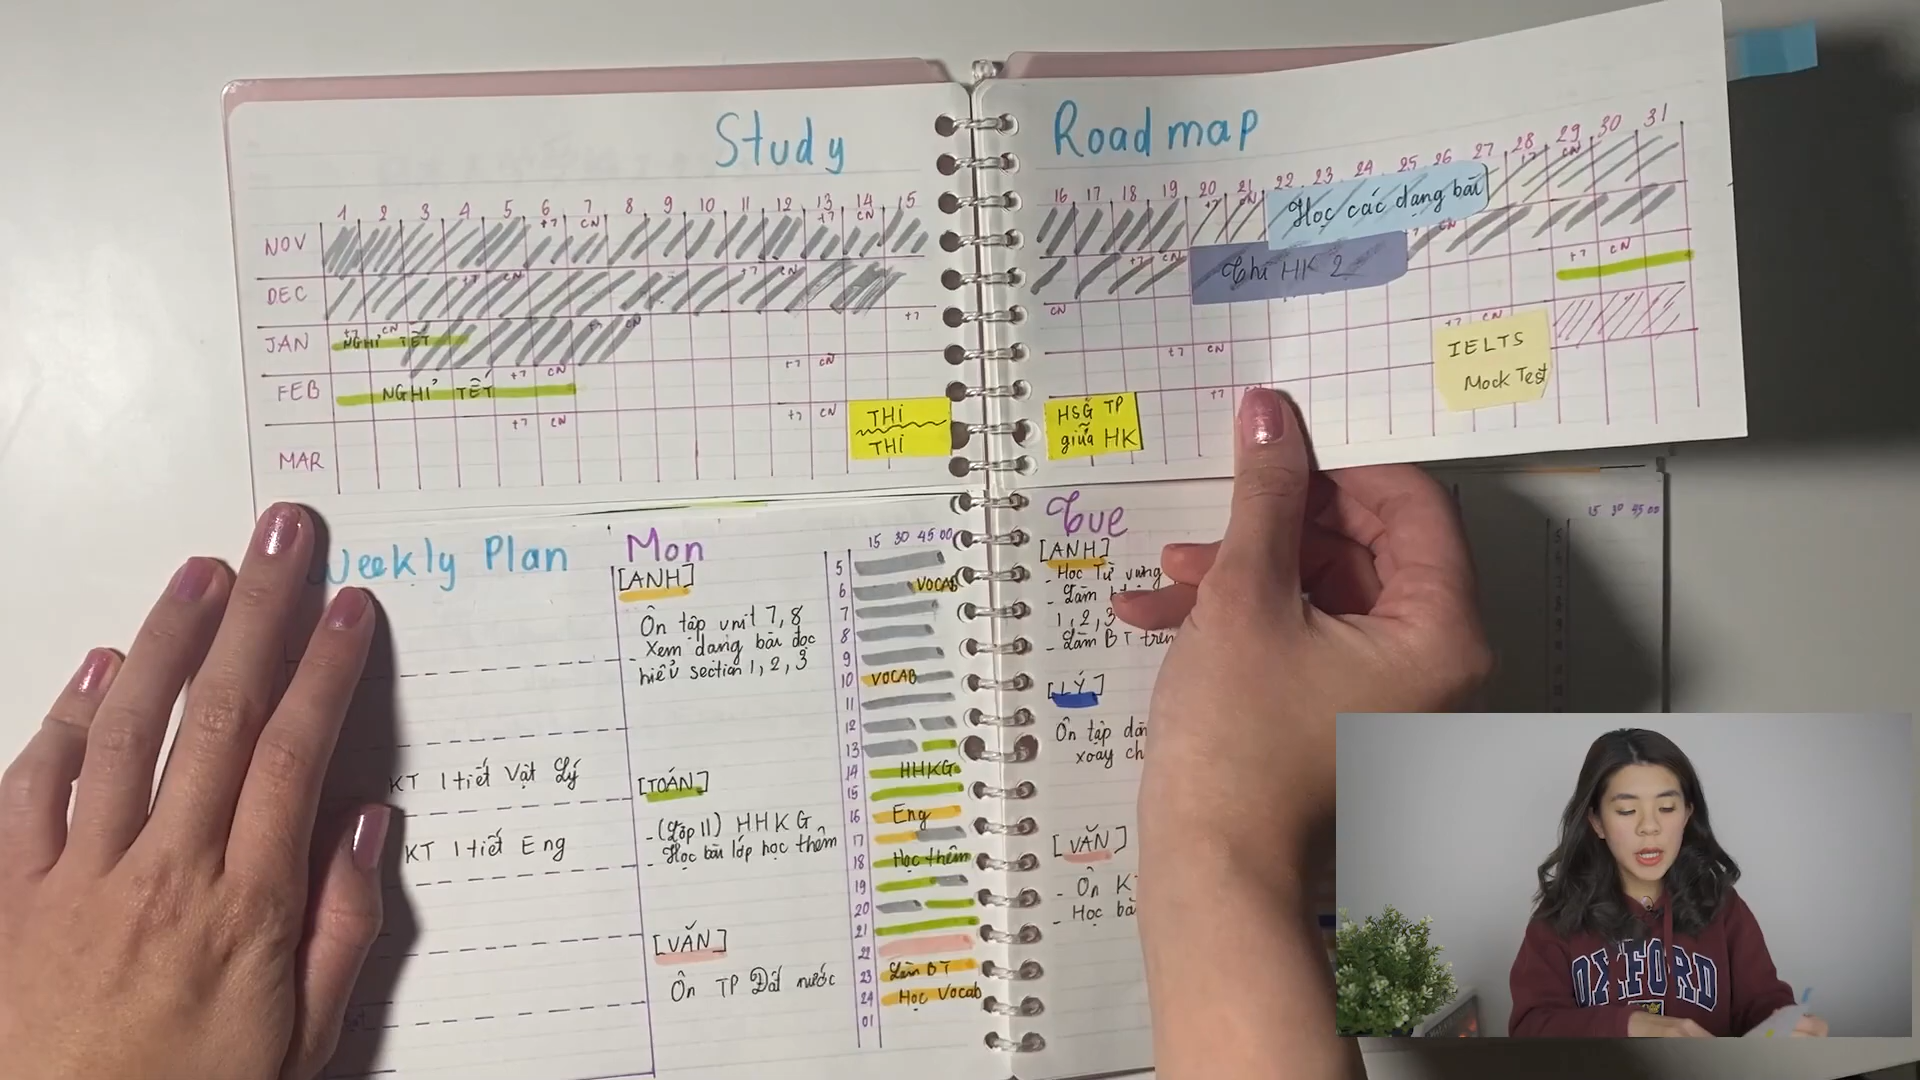 Study Roadmap
1 2 3 4 5 6 7 8 9 10 11 12 13 14 15
16 17 18 19 20 21 22 23 24 25 26 27 28 29 30 31
NOV
DEC
JAN
FEB
MAR
NGHỈ TẾT
NGHỈ TẾT
Học các dạng bài
Thi HK 2
IELTS
Mock Test
THI
THI
HSG TP
giữa HK
Weekly Plan
KT 1 tiết Vật Lý
KT 1 tiết Eng
Mon
[ANH]
Ôn tập unit 7, 8
Xem dạng bài đọc
hiểu section 1, 2, 3
[TOÁN]
- (Lớp 11) HHKG
- Học bài lớp học thêm
[VĂN]
Ôn TP Đất nước
15 30 45 00
5
6 VOCAB
7
8
9
10 VOCAB
11
12
13
14 HHKG
15
16 Eng
17
18 Học thêm
19
20
21
22
23 Làm BT
24 Học Vocab
01
Tue
[ANH]
- Học Từ vựng
- Làm
1, 2, 3
- Làm BT trên
[LÝ]
Ôn tập
xoay
[VĂN]
- Ôn
- Học
15 30 45 00
OXFORD